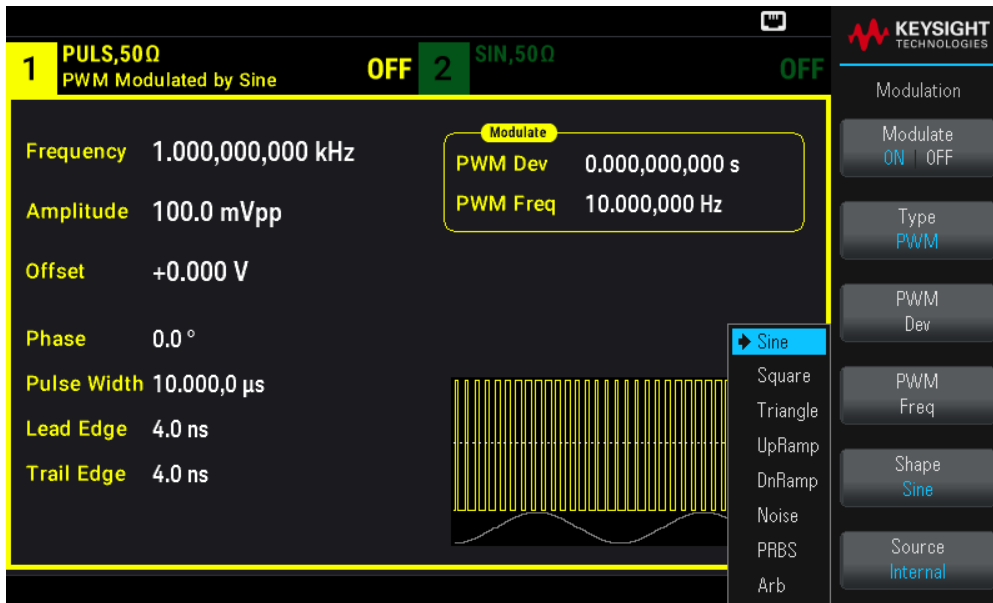 1
PULS,50Ω
PWM Modulated by Sine
OFF
2
SIN,50Ω
OFF
KEYSIGHT
TECHNOLOGIES
Frequency 1.000,000,000 kHz
Amplitude 100.0 mVpp
Offset +0.000 V
Phase 0.0 °
Pulse Width 10.000,0 µs
Lead Edge 4.0 ns
Trail Edge 4.0 ns
Modulate
PWM Dev 0.000,000,000 s
PWM Freq 10.000,000 Hz
Sine
Square
Triangle
UpRamp
DnRamp
Noise
PRBS
Arb
Modulation
Modulate
ON | OFF
Type
PWM
PWM
Dev
PWM
Freq
Shape
Sine
Source
Internal